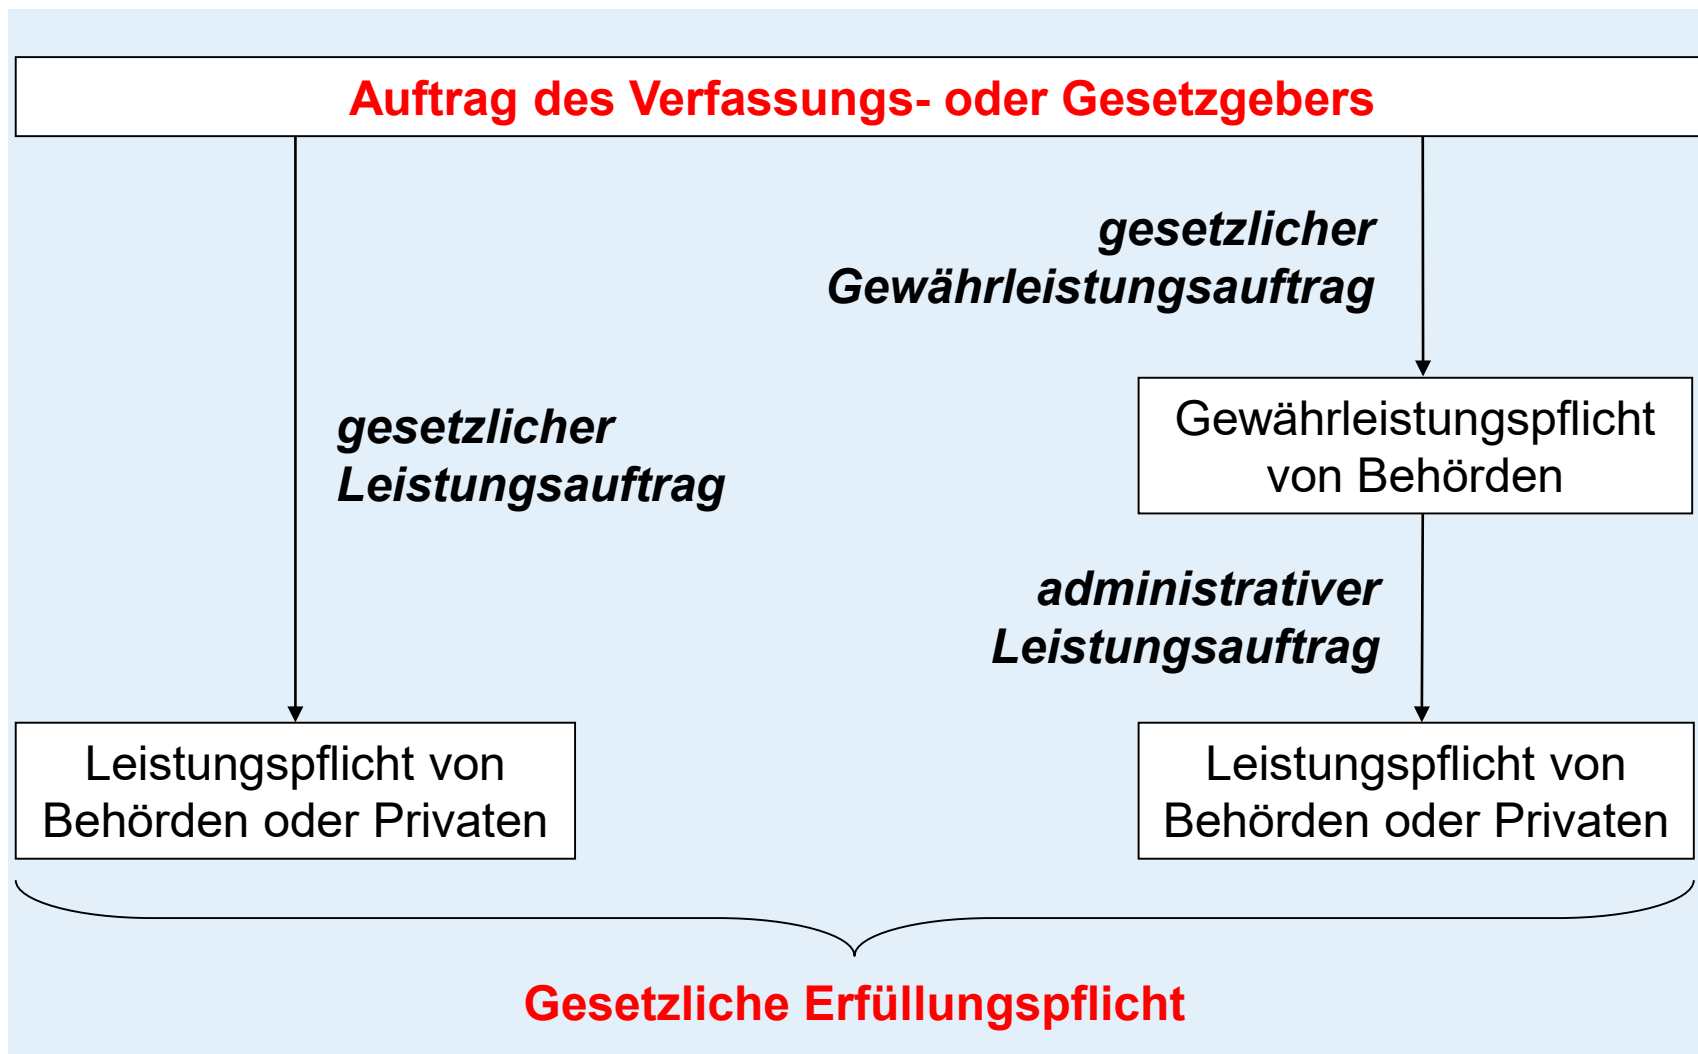 Auftrag des Verfassungs- oder Gesetzgebers
gesetzlicher
Gewährleistungsauftrag
gesetzlicher
Leistungsauftrag
Gewährleistungspflicht
von Behörden
administrativer
Leistungsauftrag
Leistungspflicht von
Behörden oder Privaten
Leistungspflicht von
Behörden oder Privaten
Gesetzliche Erfüllungspflicht